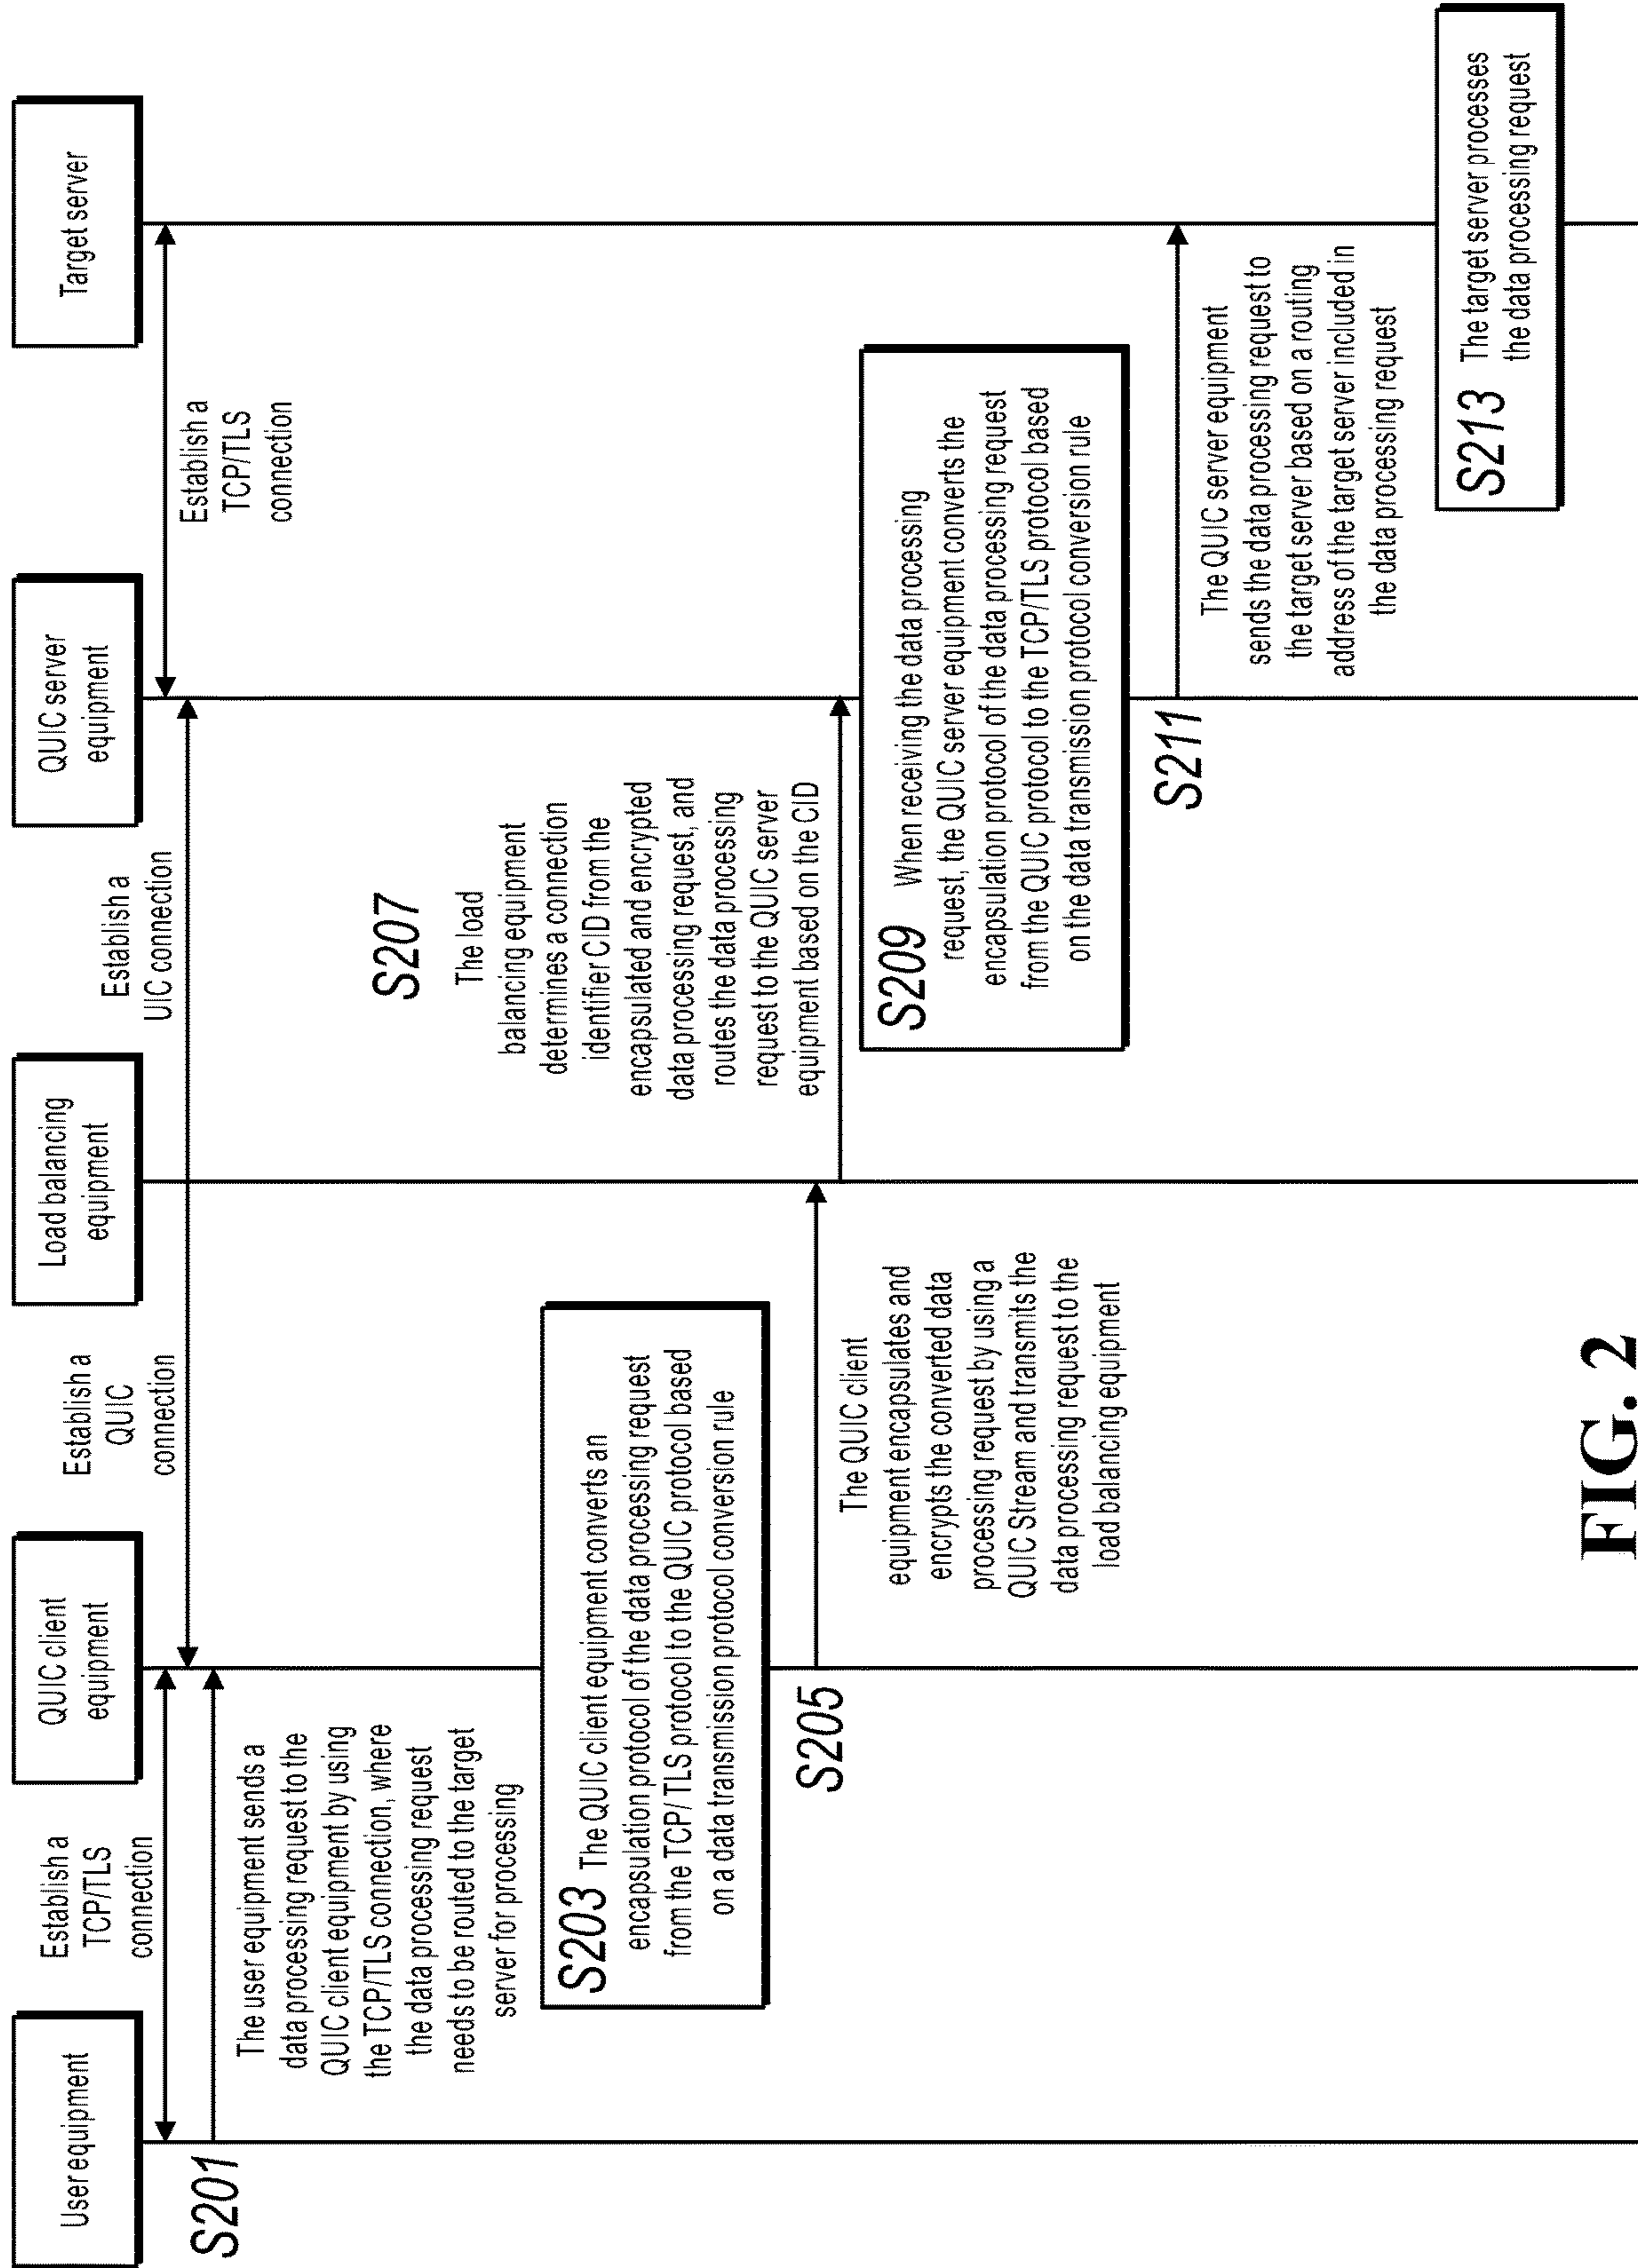 User equipment
QUIC client
equipment
Load balancing
equipment
QUIC server
equipment
Target server
Establish a
TCP/TLS
connection
Establish a
QUIC
connection
Establish a
UIC connection
Establish a
TCP/TLS
connection
S201
The user equipment sends a
data processing request to the
QUIC client equipment by using
the TCP/TLS connection, where
the data processing request
needs to be routed to the target
server for processing
S203 The QUIC client equipment converts an
encapsulation protocol of the data processing request
from the TCP/ TLS protocol to the QUIC protocol based
on a data transmission protocol conversion rule
S205
The QUIC client
equipment encapsulates and
encrypts the converted data
processing request by using a
QUIC Stream and transmits the
data processing request to the
load balancing equipment
S207
The load
balancing equipment
determines a connection
identifier CID from the
encapsulated and encrypted
data processing request, and
routes the data processing
request to the QUIC server
equipment based on the CID
S209 When receiving the data processing
request, the QUIC server equipment converts the
encapsulation protocol of the data processing request
from the QUIC protocol to the TCP/TLS protocol based
on the data transmission protocol conversion rule
S211
The QUIC server equipment
sends the data processing request to
the target server based on a routing
address of the target server included in
the data processing request
S213 The target server processes
the data processing request
FIG. 2